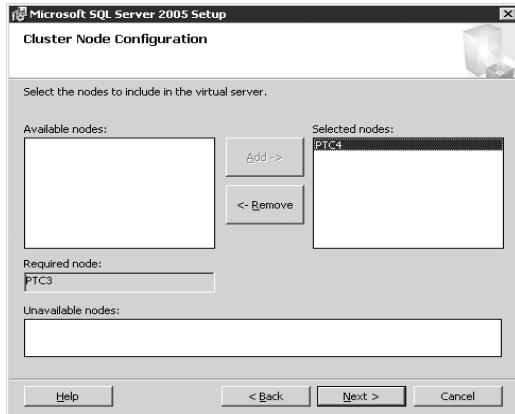 Microsoft SQL Server 2005 Setup
Cluster Node Configuration
Select the nodes to include in the virtual server.
Available nodes:
Selected nodes:
PTC4
Add ->
<- Remove
Required node:
PTC3
Unavailable nodes:
Help
< Back
Next >
Cancel